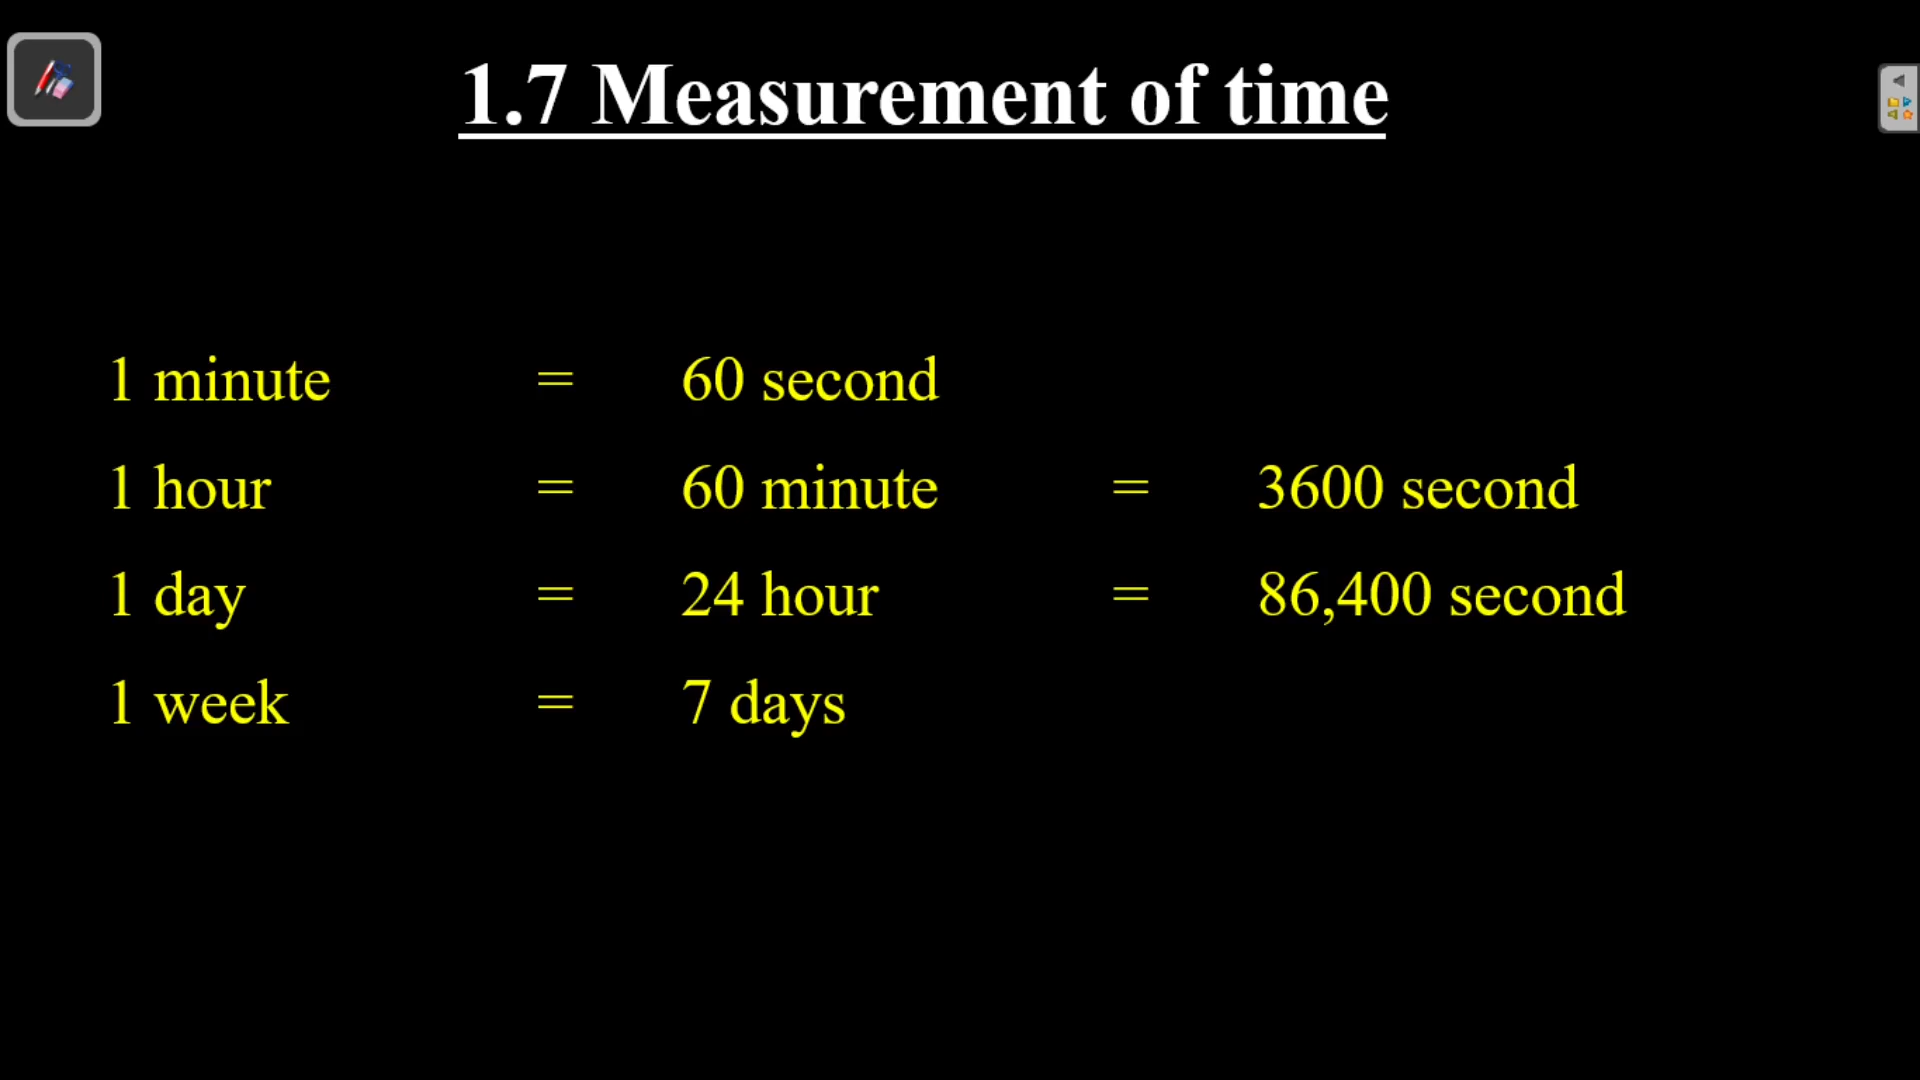 1.7 Measurement of time
1 minute = 60 second
1 hour = 60 minute = 3600 second
1 day = 24 hour = 86,400 second
1 week = 7 days